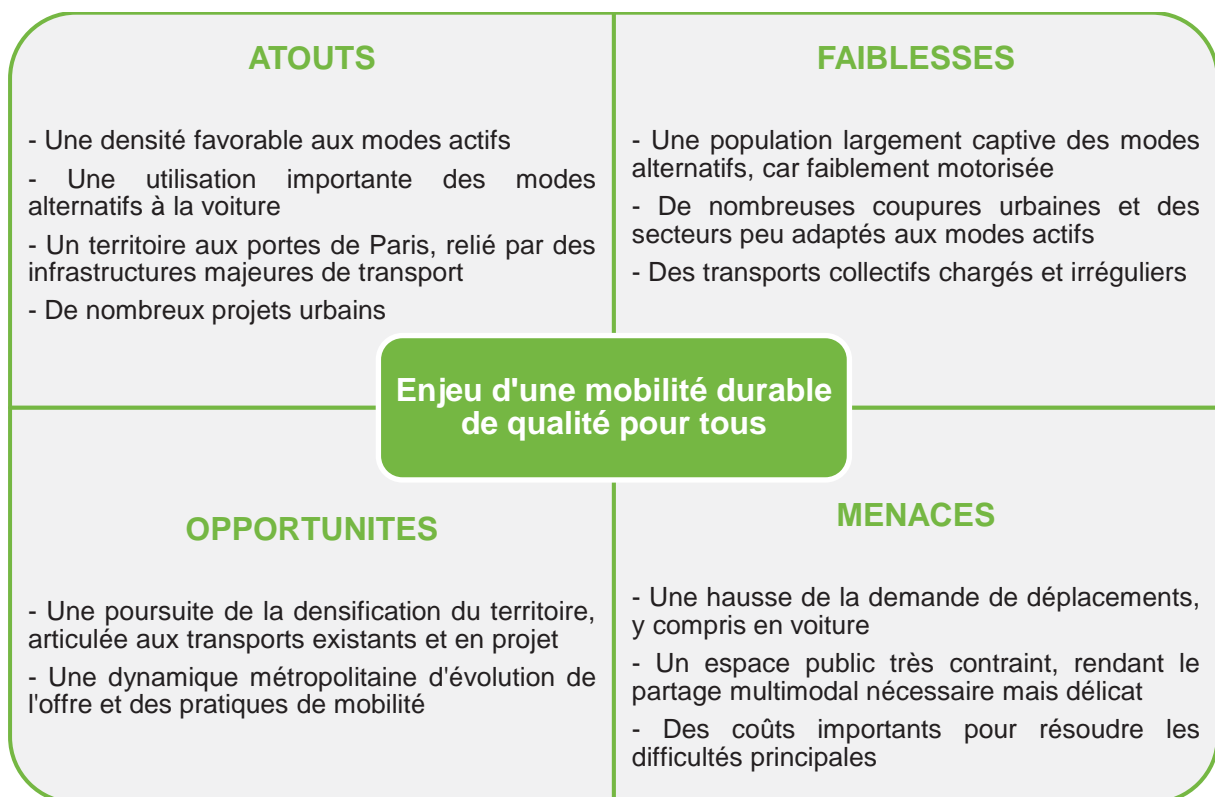 ATOUTS
- Une densité favorable aux modes actifs
- Une utilisation importante des modes
alternatifs à la voiture
- Un territoire aux portes de Paris, relié par des
infrastructures majeures de transport
- De nombreux projets urbains
FAIBLESSES
- Une population largement captive des modes
alternatifs, car faiblement motorisée
- De nombreuses coupures urbaines et des
secteurs peu adaptés aux modes actifs
- Des transports collectifs chargés et irréguliers
Enjeu d'une mobilité durable
de qualité pour tous
OPPORTUNITES
- Une poursuite de la densification du territoire,
articulée aux transports existants et en projet
- Une dynamique métropolitaine d'évolution de
l'offre et des pratiques de mobilité
MENACES
- Une hausse de la demande de déplacements,
y compris en voiture
- Un espace public très contraint, rendant le
partage multimodal nécessaire mais délicat
- Des coûts importants pour résoudre les
difficultés principales